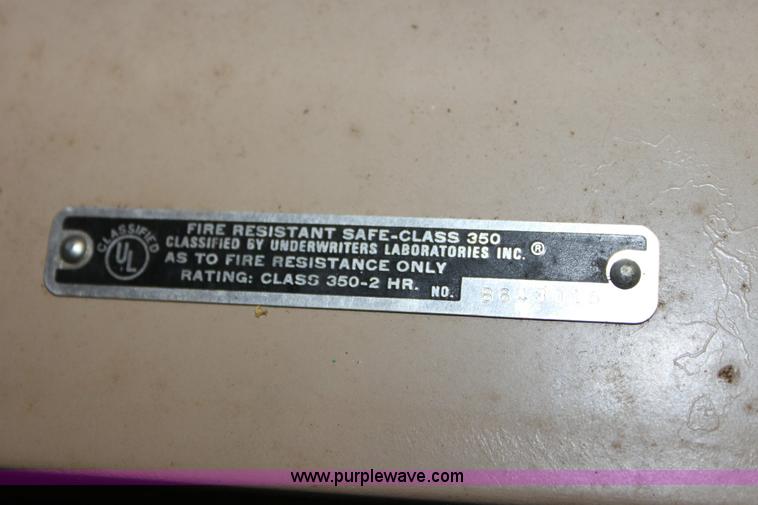 CLASSIFIED
UL
FIRE RESISTANT SAFE-CLASS 350
CLASSIFIED BY UNDERWRITERS LABORATORIES INC. ®
AS TO FIRE RESISTANCE ONLY
RATING: CLASS 350-2 HR. NO.
www.purplewave.com